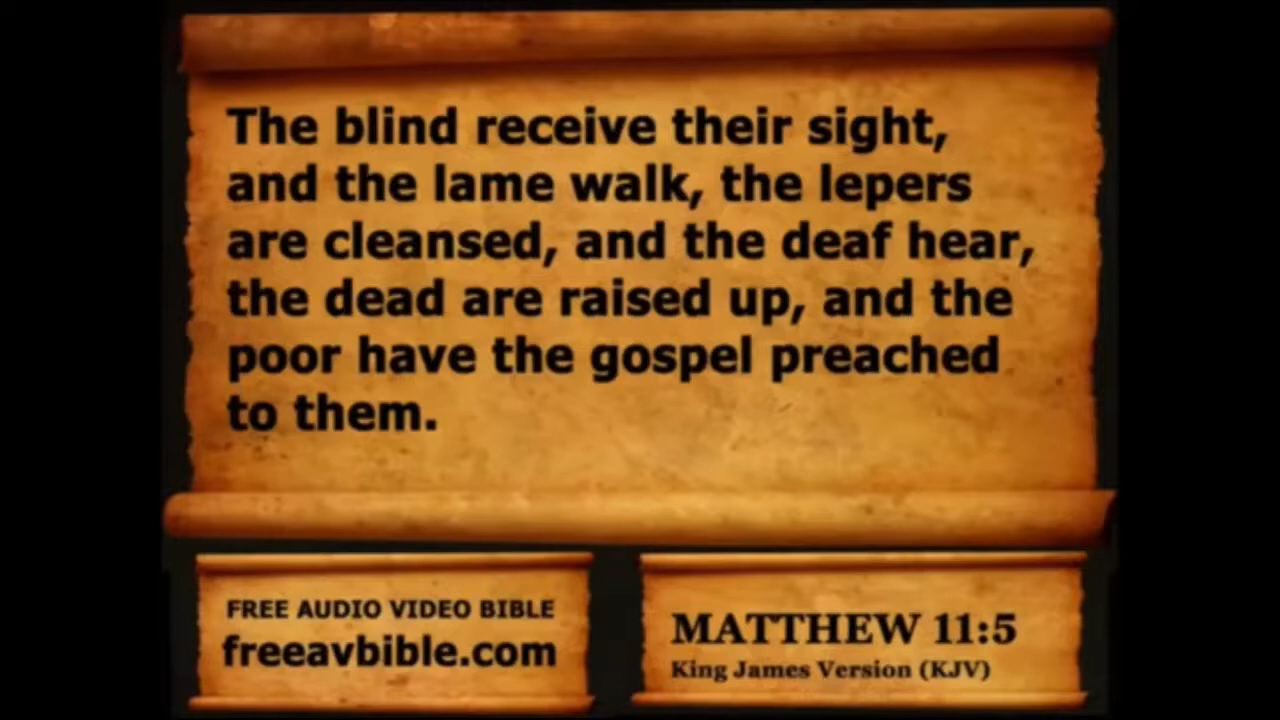 The blind receive their sight,
and the lame walk, the lepers
are cleansed, and the deaf hear,
the dead are raised up, and the
poor have the gospel preached
to them.
FREE AUDIO VIDEO BIBLE
freeavbible.com
MATTHEW 11:5
King James Version (KJV)